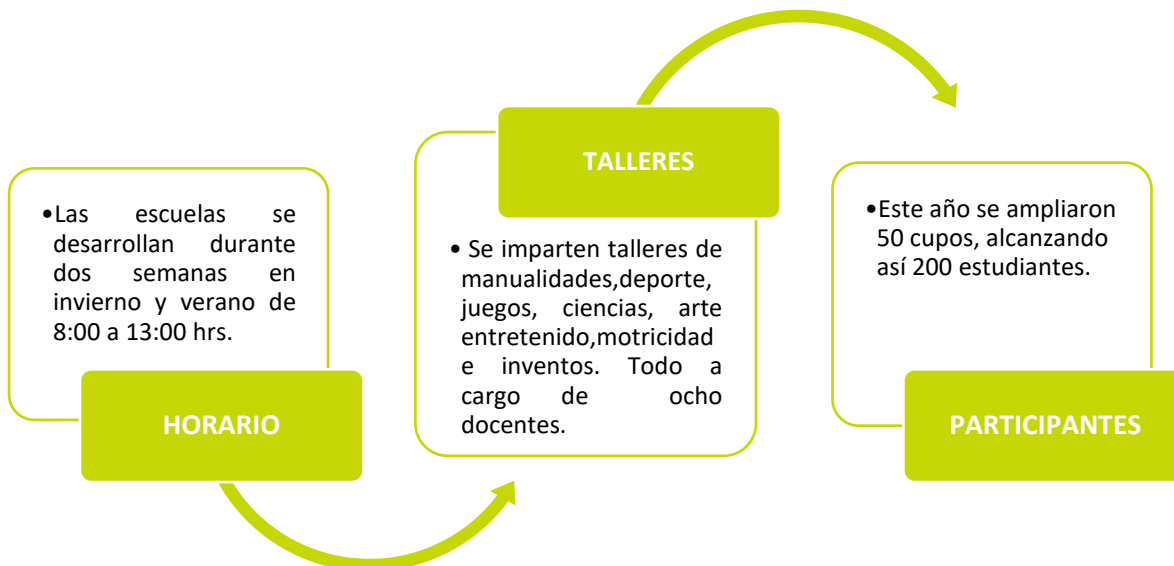 •Las escuelas se
desarrollan durante
dos semanas en
invierno y verano de
8:00 a 13:00 hrs.
HORARIO
TALLERES
• Se imparten talleres de
manualidades,deporte,
juegos, ciencias, arte
entretenido,motricidad
e inventos. Todo a
cargo de ocho
docentes.
•Este año se ampliaron
50 cupos, alcanzando
así 200 estudiantes.
PARTICIPANTES